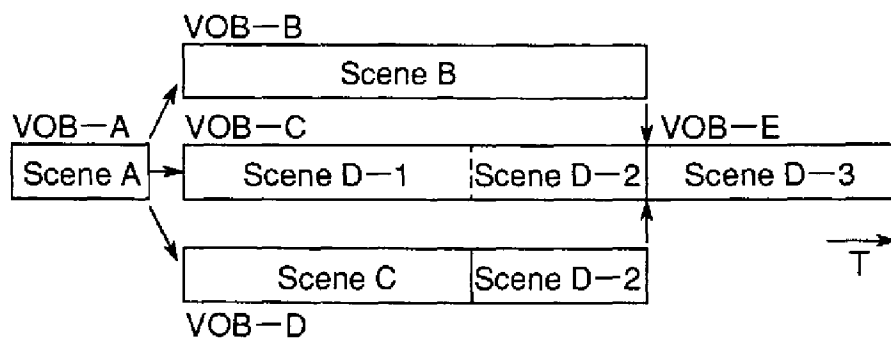 VOB—B
Scene B
VOB—A
VOB—C
VOB—E
Scene A
Scene D—1
Scene D—2
Scene D—3
T
Scene C
Scene D—2
VOB—D